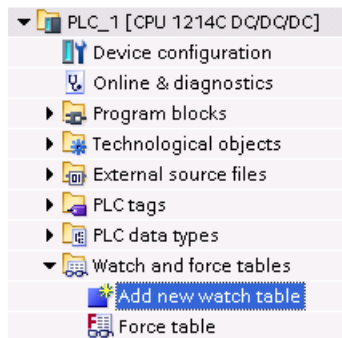 PLC_1 [CPU 1214C DC/DC/DC]
Device configuration
Online & diagnostics
Program blocks
Technological objects
External source files
PLC tags
PLC data types
Watch and force tables
Add new watch table
Force table